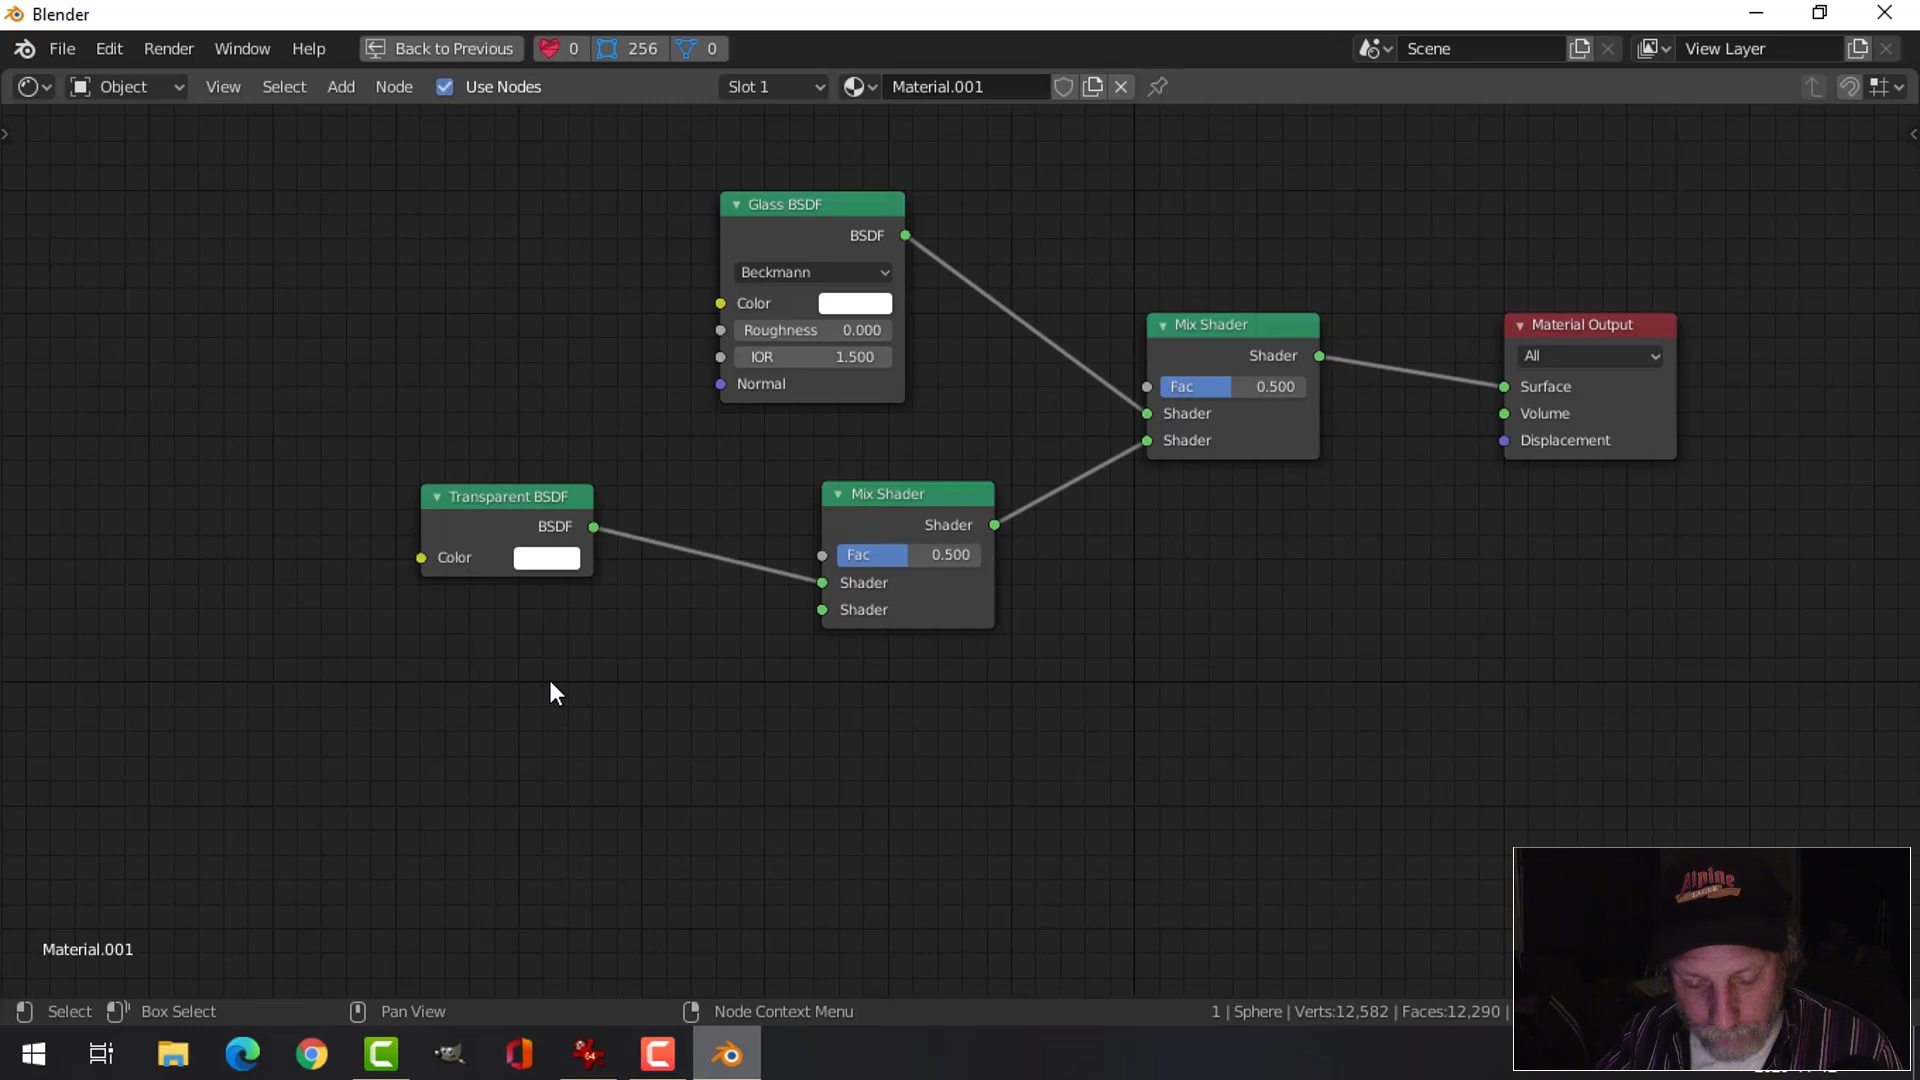 Blender
File Edit Render Window Help Back to Previous 0 256 0 Scene View Layer
Object View Select Add Node Use Nodes Slot 1 Material.001
Glass BSDF
BSDF
Beckmann
Color
Roughness 0.000
IOR 1.500
Normal
Mix Shader
Shader
Fac 0.500
Shader
Shader
Material Output
All
Surface
Volume
Displacement
Transparent BSDF
BSDF
Color
Mix Shader
Shader
Fac 0.500
Shader
Shader
Alpine
LAGER
Material.001
Select Box Select Pan View Node Context Menu 1 | Sphere | Verts:12,582 | Faces:12,290 |
64